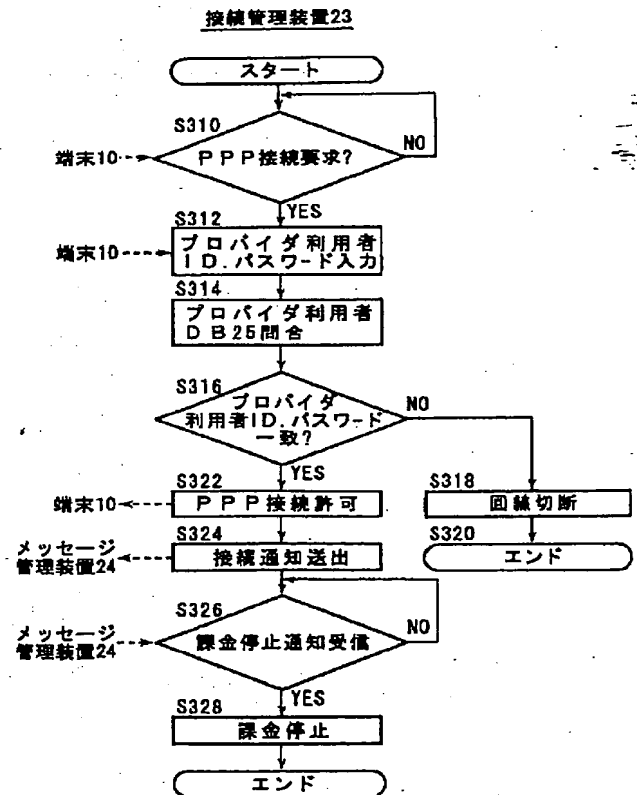 接続管理装置23
スタート
S310
端末10
PPP接続要求?
NO
YES
S312
端末10
プロバイダ利用者
ID.パスワード入力
S314
プロバイダ利用者
DB25問合
S316
プロバイダ
利用者ID.パスワード
一致?
NO
YES
S322
端末10
PPP接続許可
S318
回線切断
S324
メッセージ
管理装置24
接続通知送出
S320
エンド
S326
メッセージ
管理装置24
課金停止通知受信
NO
YES
S328
課金停止
エンド